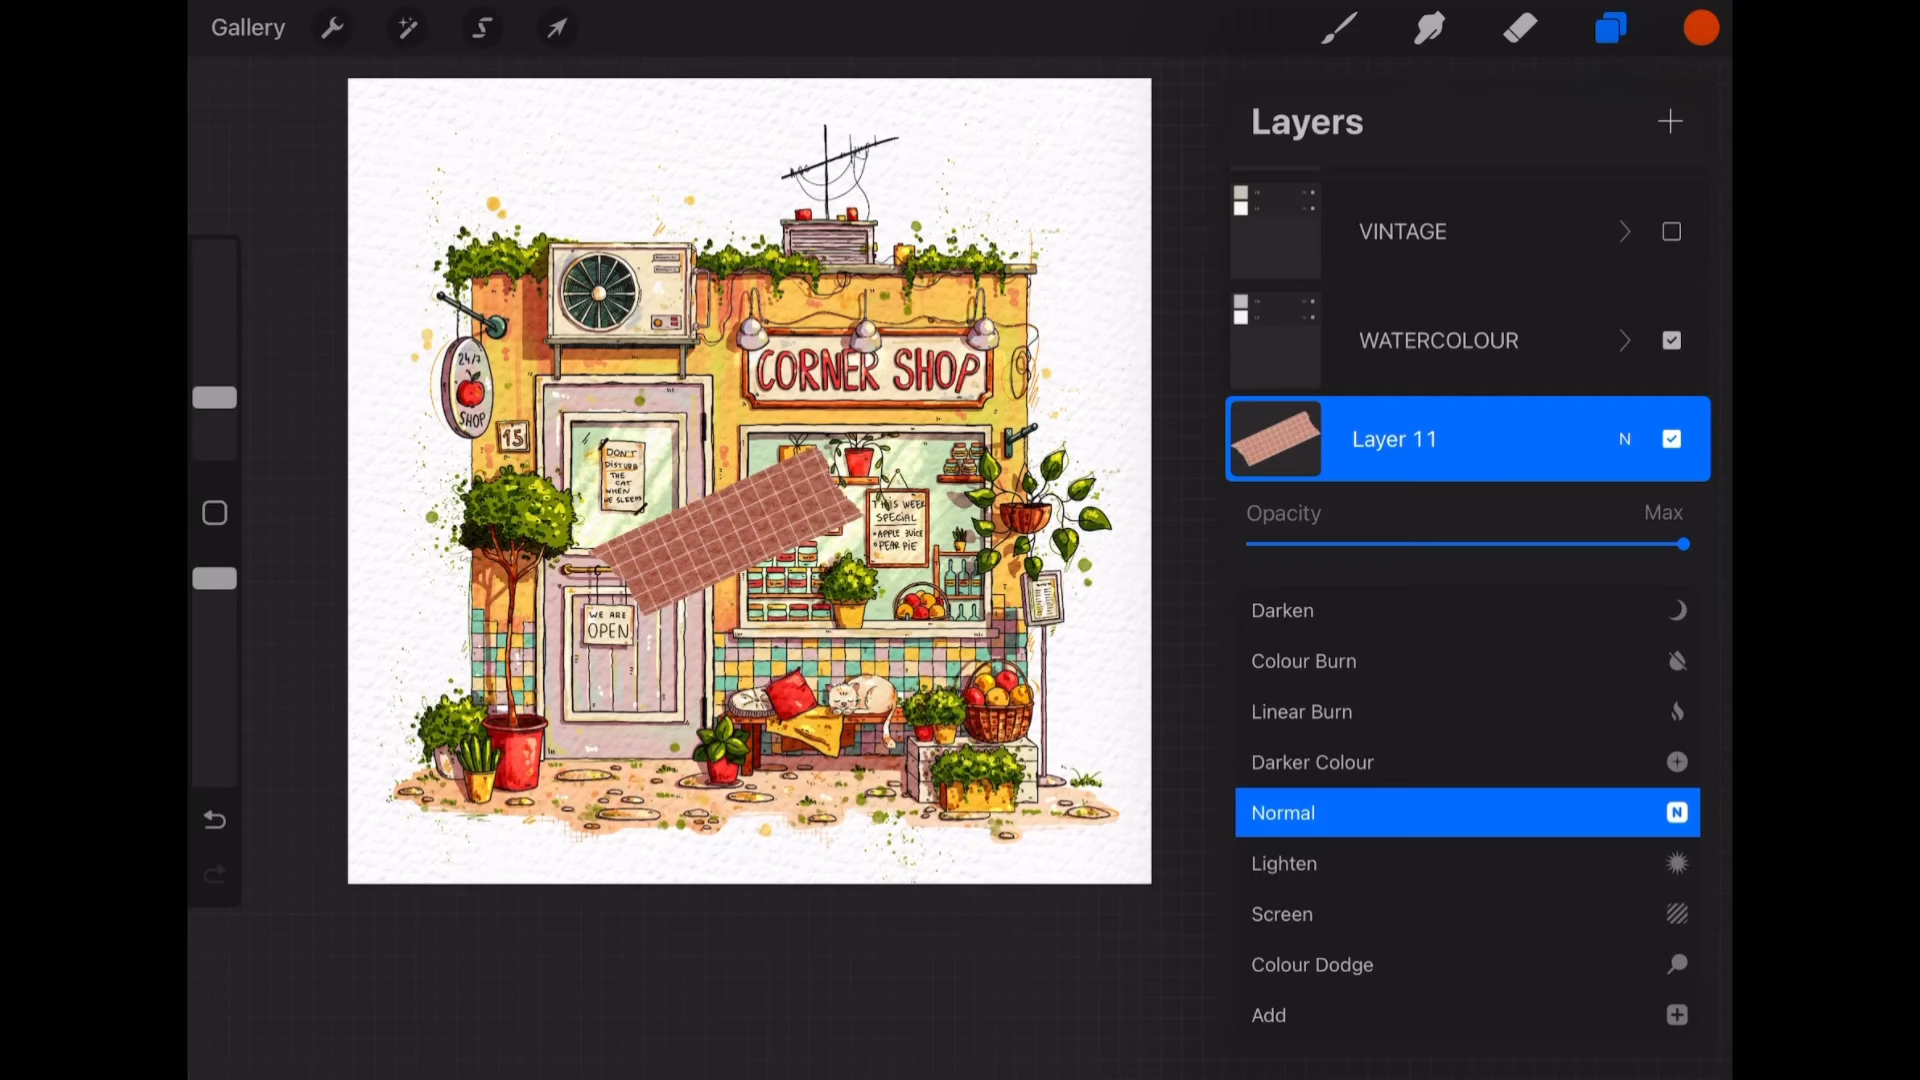 Gallery
Layers
VINTAGE
WATERCOLOUR
Layer 11 N
Opacity Max
Darken
Colour Burn
Linear Burn
Darker Colour
Normal N
Lighten
Screen
Colour Dodge
Add
24/7
SHOP
15
CORNER SHOP
DON'T
DISTURB
THE
CAT
WHEN
HE SLEEPS
THIS WEEK
SPECIAL
•APPLE JUICE
•PEAR PIE
WE ARE
OPEN